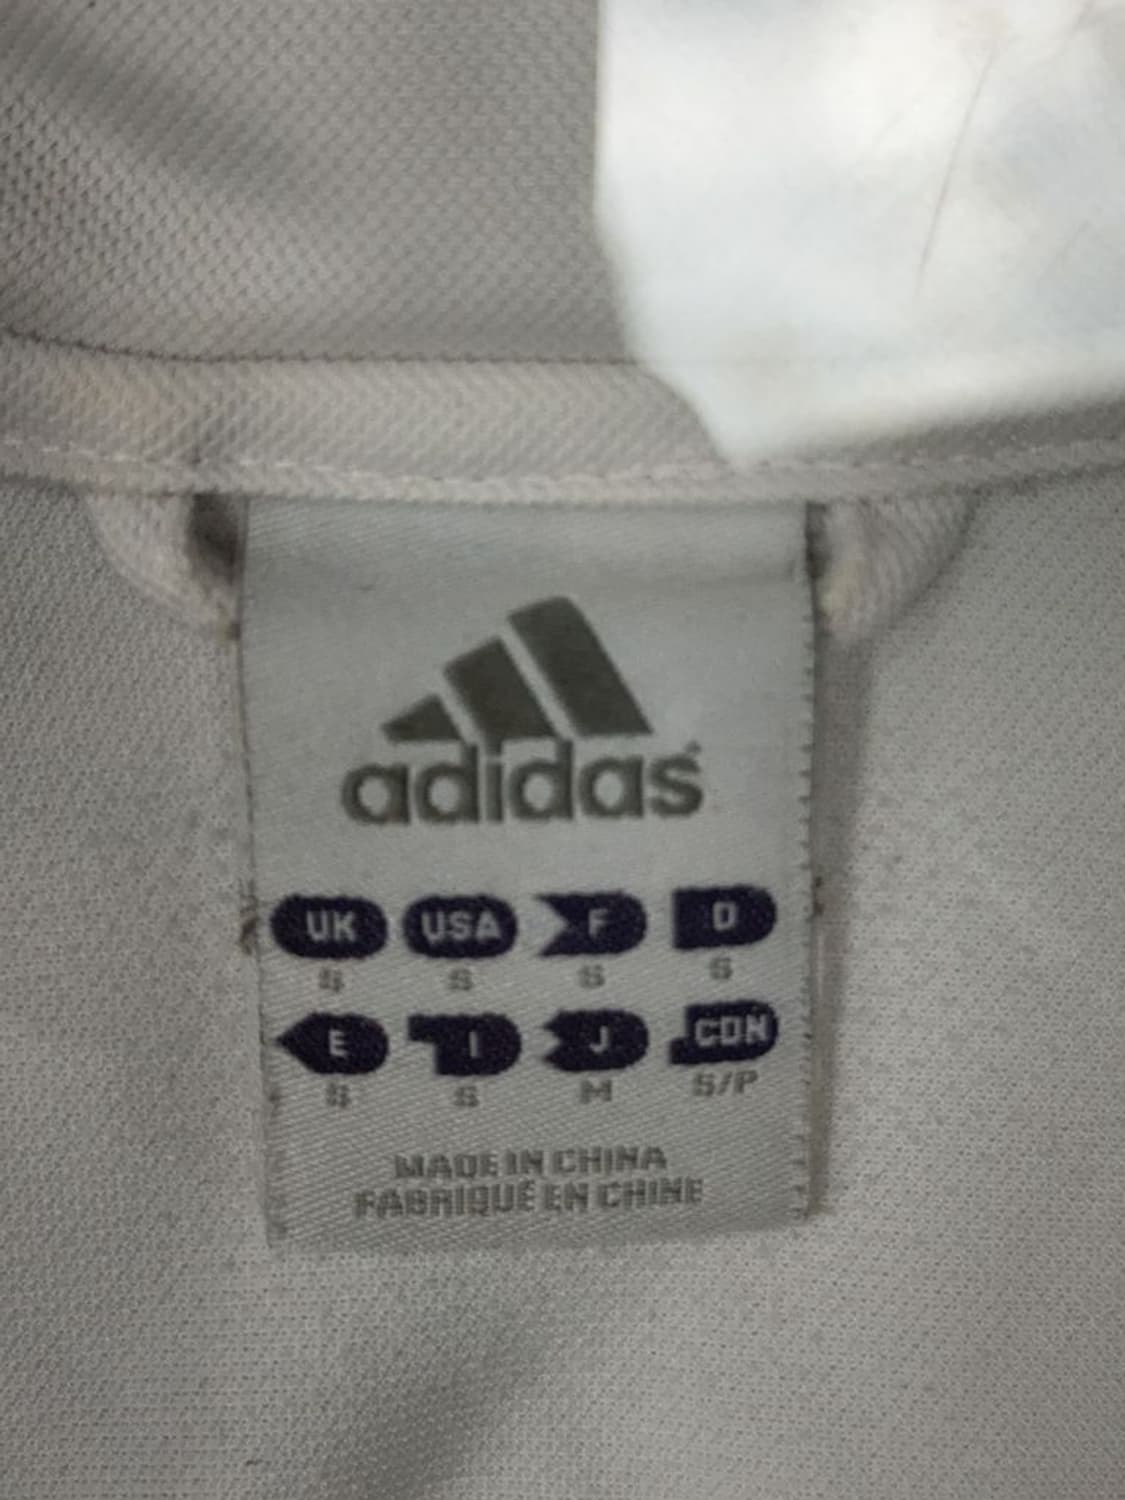 adidas
UK USA F D
S S S S
E I J CDN
S S M S/P
MADE IN CHINA
FABRIQUÉ EN CHINE